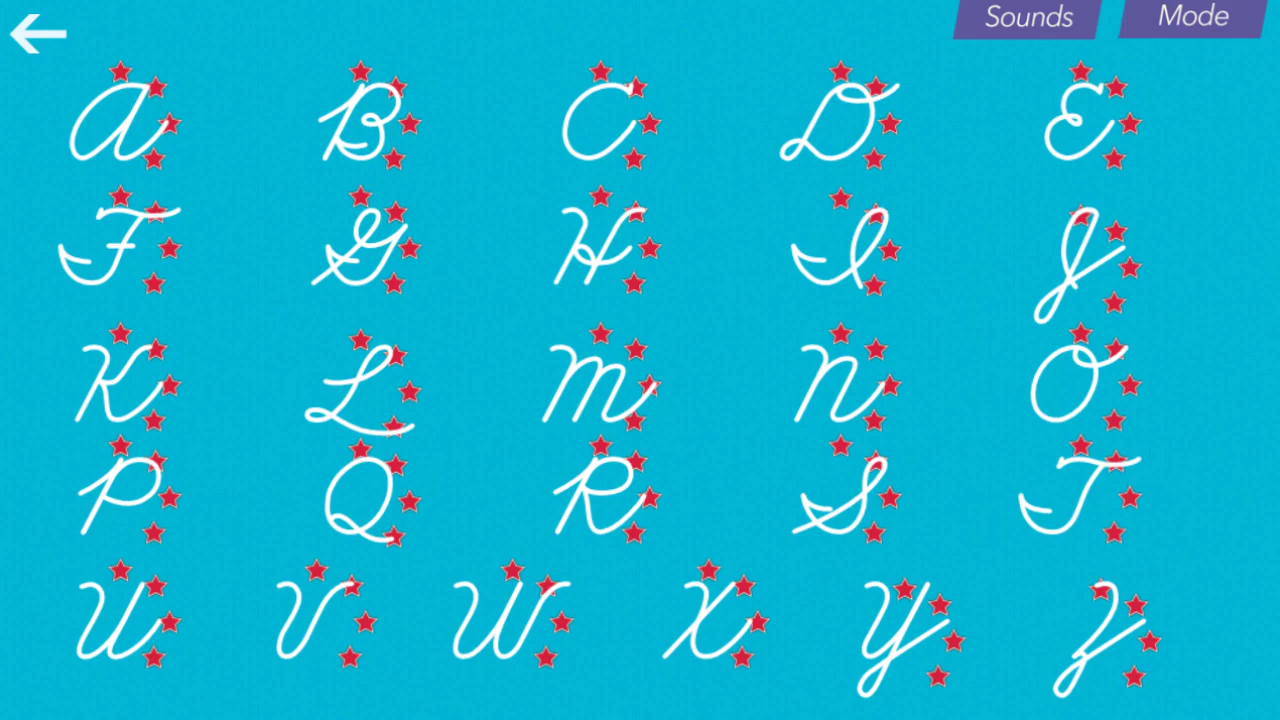 Sounds Mode
A B C D E
F G H I J
K L M N O
P Q R S T
U V W X Y Z